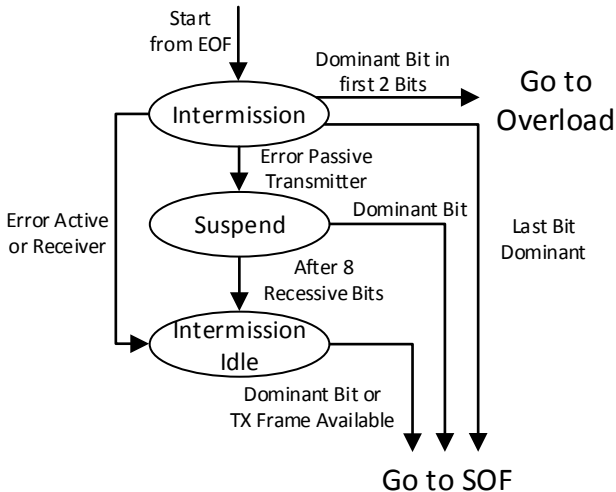 Start
from EOF
Dominant Bit in
first 2 Bits
Go to
Overload
Intermission
Error Passive
Transmitter
Error Active
or Receiver
Suspend
Dominant Bit
Last Bit
Dominant
After 8
Recessive Bits
Intermission
Idle
Dominant Bit or
TX Frame Available
Go to SOF